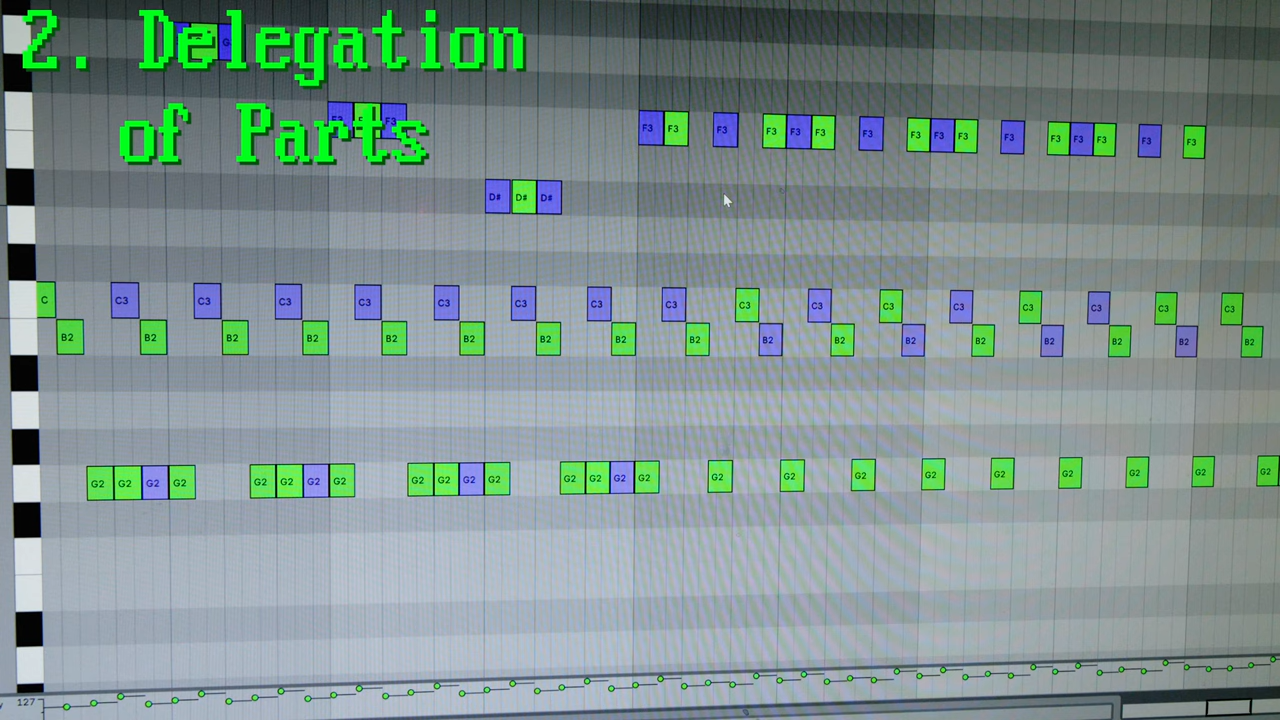 2. Delegation
of Parts
F3 F3 F3 F3 F3 F3 F3 F3 F3 F3 F3 F3 F3 F3 F3 F3
D# D# D#
C C3 C3 C3 C3 C3 C3 C3 C3 C3 C3 C3 C3 C3 C3 C3 C3
B2 B2 B2 B2 B2 B2 B2 B2 B2 B2 B2 B2 B2 B2 B2 B2 B2
G2 G2 G2 G2 G2 G2 G2 G2 G2 G2 G2 G2 G2 G2 G2 G2 G2 G2 G2 G2 G2 G2 G2 G2 G2
127